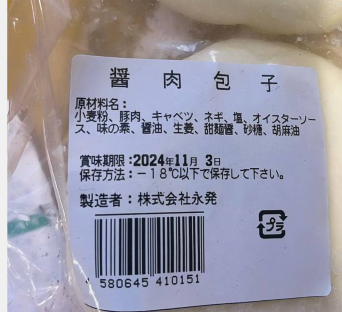 醤肉包子
原材料名：
小麦粉、豚肉、キャベツ、ネギ、塩、オイスターソー
ス、味の素、醤油、生姜、甜麺醤、砂糖、胡麻油
賞味期限：2024年11月 3日
保存方法：－18℃以下で保存して下さい。
製造者：株式会社永発
プラ
580645 410151